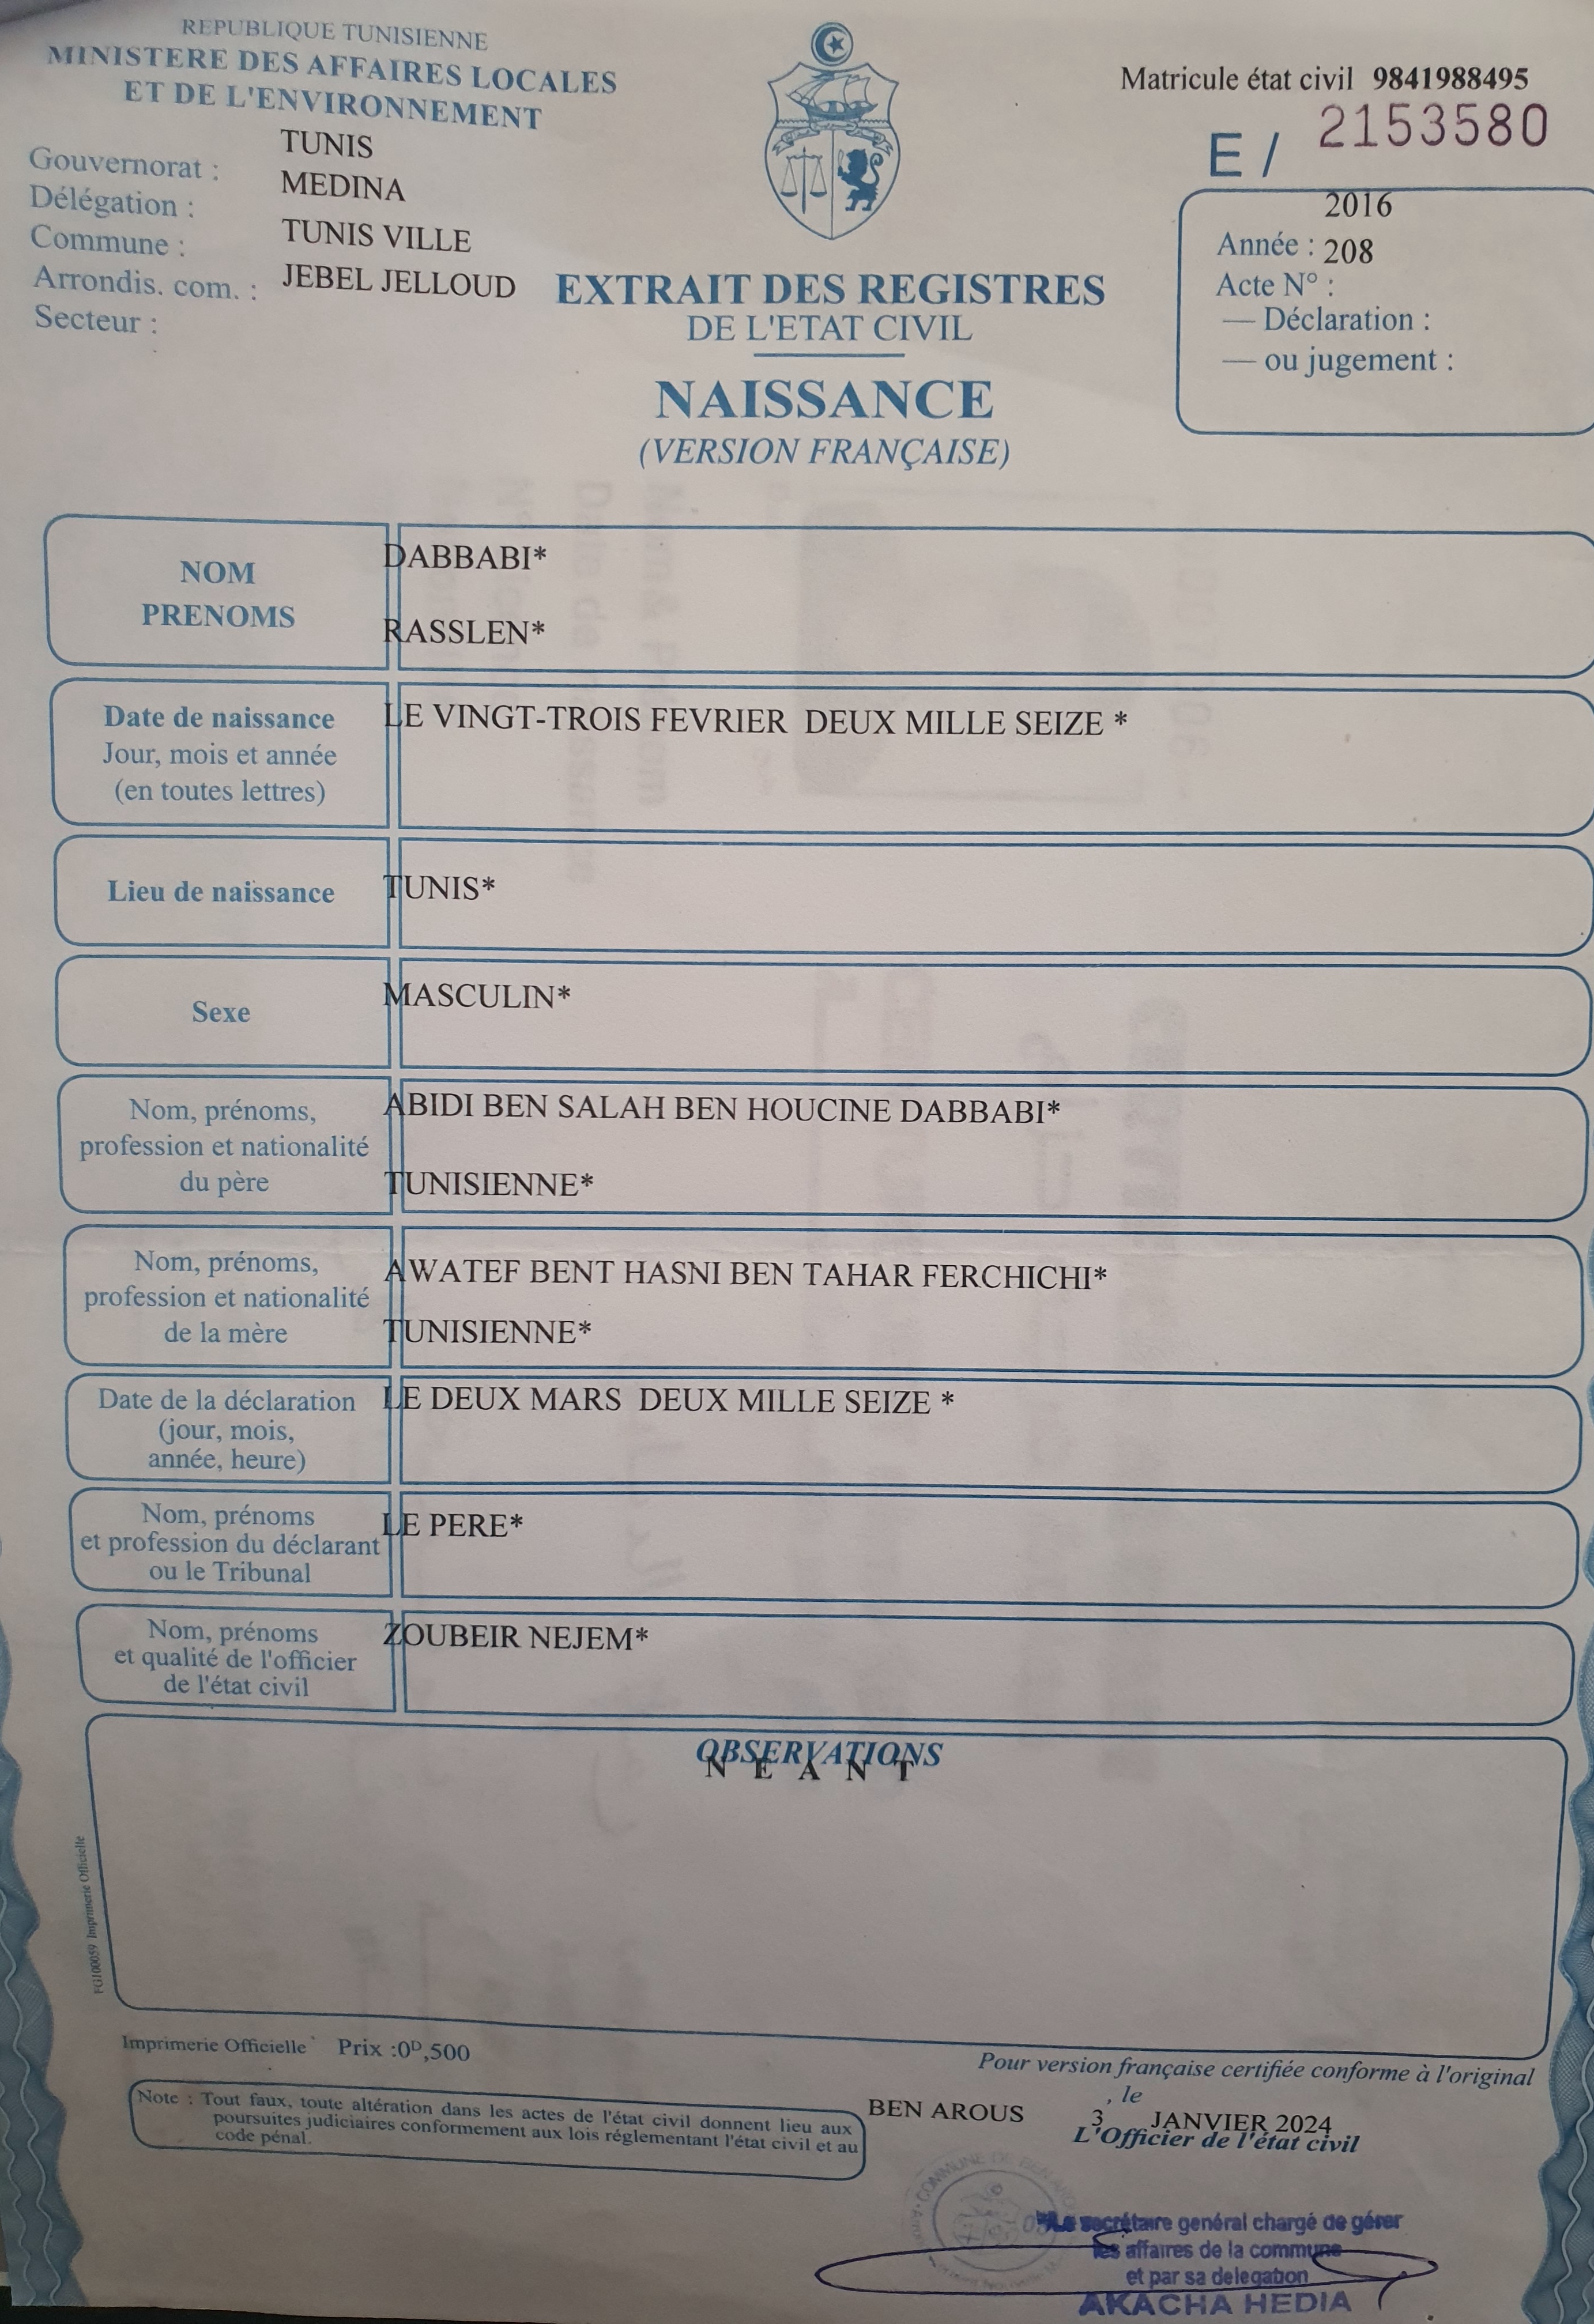 REPUBLIQUE TUNISIENNE
MINISTERE DES AFFAIRES LOCALES
ET DE L'ENVIRONNEMENT
Gouvernorat : TUNIS
Délégation : MEDINA
Commune : TUNIS VILLE
Arrondis. com. : JEBEL JELLOUD
Secteur :
Matricule état civil 9841988495
E / 2153580
2016
Année : 208
Acte N° :
— Déclaration :
— ou jugement :
EXTRAIT DES REGISTRES
DE L'ETAT CIVIL
NAISSANCE
(VERSION FRANÇAISE)
NOM
PRENOMS
DABBABI*
RASSLEN*
Date de naissance
Jour, mois et année
(en toutes lettres)
LE VINGT-TROIS FEVRIER DEUX MILLE SEIZE *
Lieu de naissance
TUNIS*
Sexe
MASCULIN*
Nom, prénoms,
profession et nationalité
du père
ABIDI BEN SALAH BEN HOUCINE DABBABI*
TUNISIENNE*
Nom, prénoms,
profession et nationalité
de la mère
AWATEF BENT HASNI BEN TAHAR FERCHICHI*
TUNISIENNE*
Date de la déclaration
(jour, mois,
année, heure)
LE DEUX MARS DEUX MILLE SEIZE *
Nom, prénoms
et profession du déclarant
ou le Tribunal
LE PERE*
Nom, prénoms
et qualité de l'officier
de l'état civil
ZOUBEIR NEJEM*
OBSERVATIONS
N E A N T
FG100059 Imprimerie Officielle
Imprimerie Officielle Prix :0ᴰ,500
Note : Tout faux, toute altération dans les actes de l'état civil donnent lieu aux
poursuites judiciaires conformement aux lois réglementant l'état civil et au
code pénal.
Pour version française certifiée conforme à l'original
BEN AROUS , le 3 JANVIER 2024
L'Officier de l'état civil
COMMUNE DE BEN AROUS
Le secrétaire genéral chargé de gérer
les affaires de la commune
et par sa delegation
AKACHA HEDIA